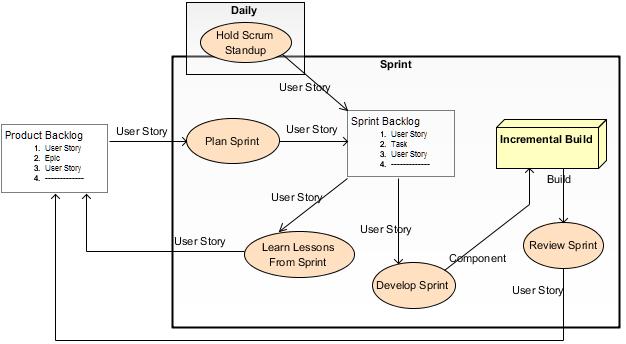 Daily
Hold Scrum
Standup
Sprint
User Story
Product Backlog
1. User Story
2. Epic
3. User Story
4. --------------
User Story
Plan Sprint
User Story
Sprint Backlog
1. User Story
2. Task
3. User Story
4. --------------
Incremental Build
Build
User Story
User Story
User Story
Learn Lessons
From Sprint
Component
Develop Sprint
Review Sprint
User Story